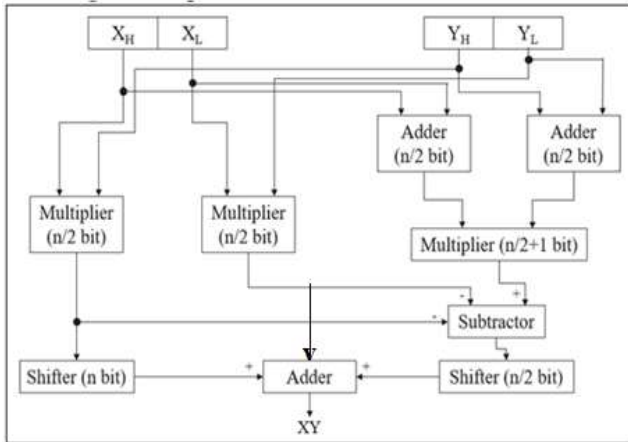 X_H X_L Y_H Y_L
Adder (n/2 bit)
Adder (n/2 bit)
Multiplier (n/2 bit)
Multiplier (n/2 bit)
Multiplier (n/2+1 bit)
- +
- Subtractor
Shifter (n bit) + Adder + Shifter (n/2 bit)
XY